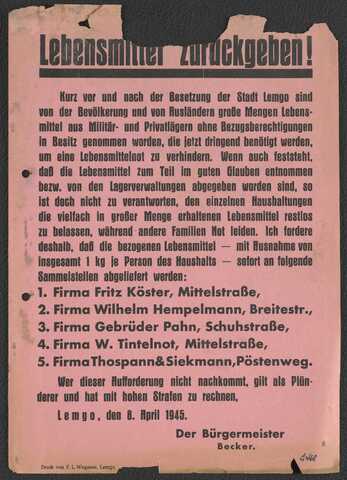 Lebensmittel zurückgeben!
Kurz vor und nach der Besetzung der Stadt Lemgo sind
von der Bevölkerung und von Rusländern große Mengen Lebens-
mittel aus Militär- und Privatlägern ohne Bezugsberechtigungen
in Besitz genommen worden, die jetzt dringend benötigt werden,
um eine Lebensmittelnot zu verhindern. Wenn auch feststeht,
daß die Lebensmittel zum Teil im guten Glauben entnommen
bezw. von den Lagerverwaltungen abgegeben worden sind, so
ist doch nicht zu verantworten, den einzelnen Haushaltungen
die vielfach in großer Menge erhaltenen Lebensmittel restlos
zu belassen, während andere Familien Not leiden. Ich fordere
deshalb, daß die bezogenen Lebensmittel — mit Ausnahme von
insgesamt 1 kg je Person des Haushalts — sofort an folgende
Sammelstellen abgeliefert werden:
1. Firma Fritz Köster, Mittelstraße,
2. Firma Wilhelm Hempelmann, Breitestr.,
3. Firma Gebrüder Pahn, Schuhstraße,
4. Firma W. Tintelnot, Mittelstraße,
5. Firma Thospann&Siekmann, Pöstenweg.
Wer dieser Aufforderung nicht nachkommt, gilt als Plün-
derer und hat mit hohen Strafen zu rechnen,
Lemgo, den 8. April 1945.
Der Bürgermeister
Becker.
Druck von F. L. Wagener, Lemgo.